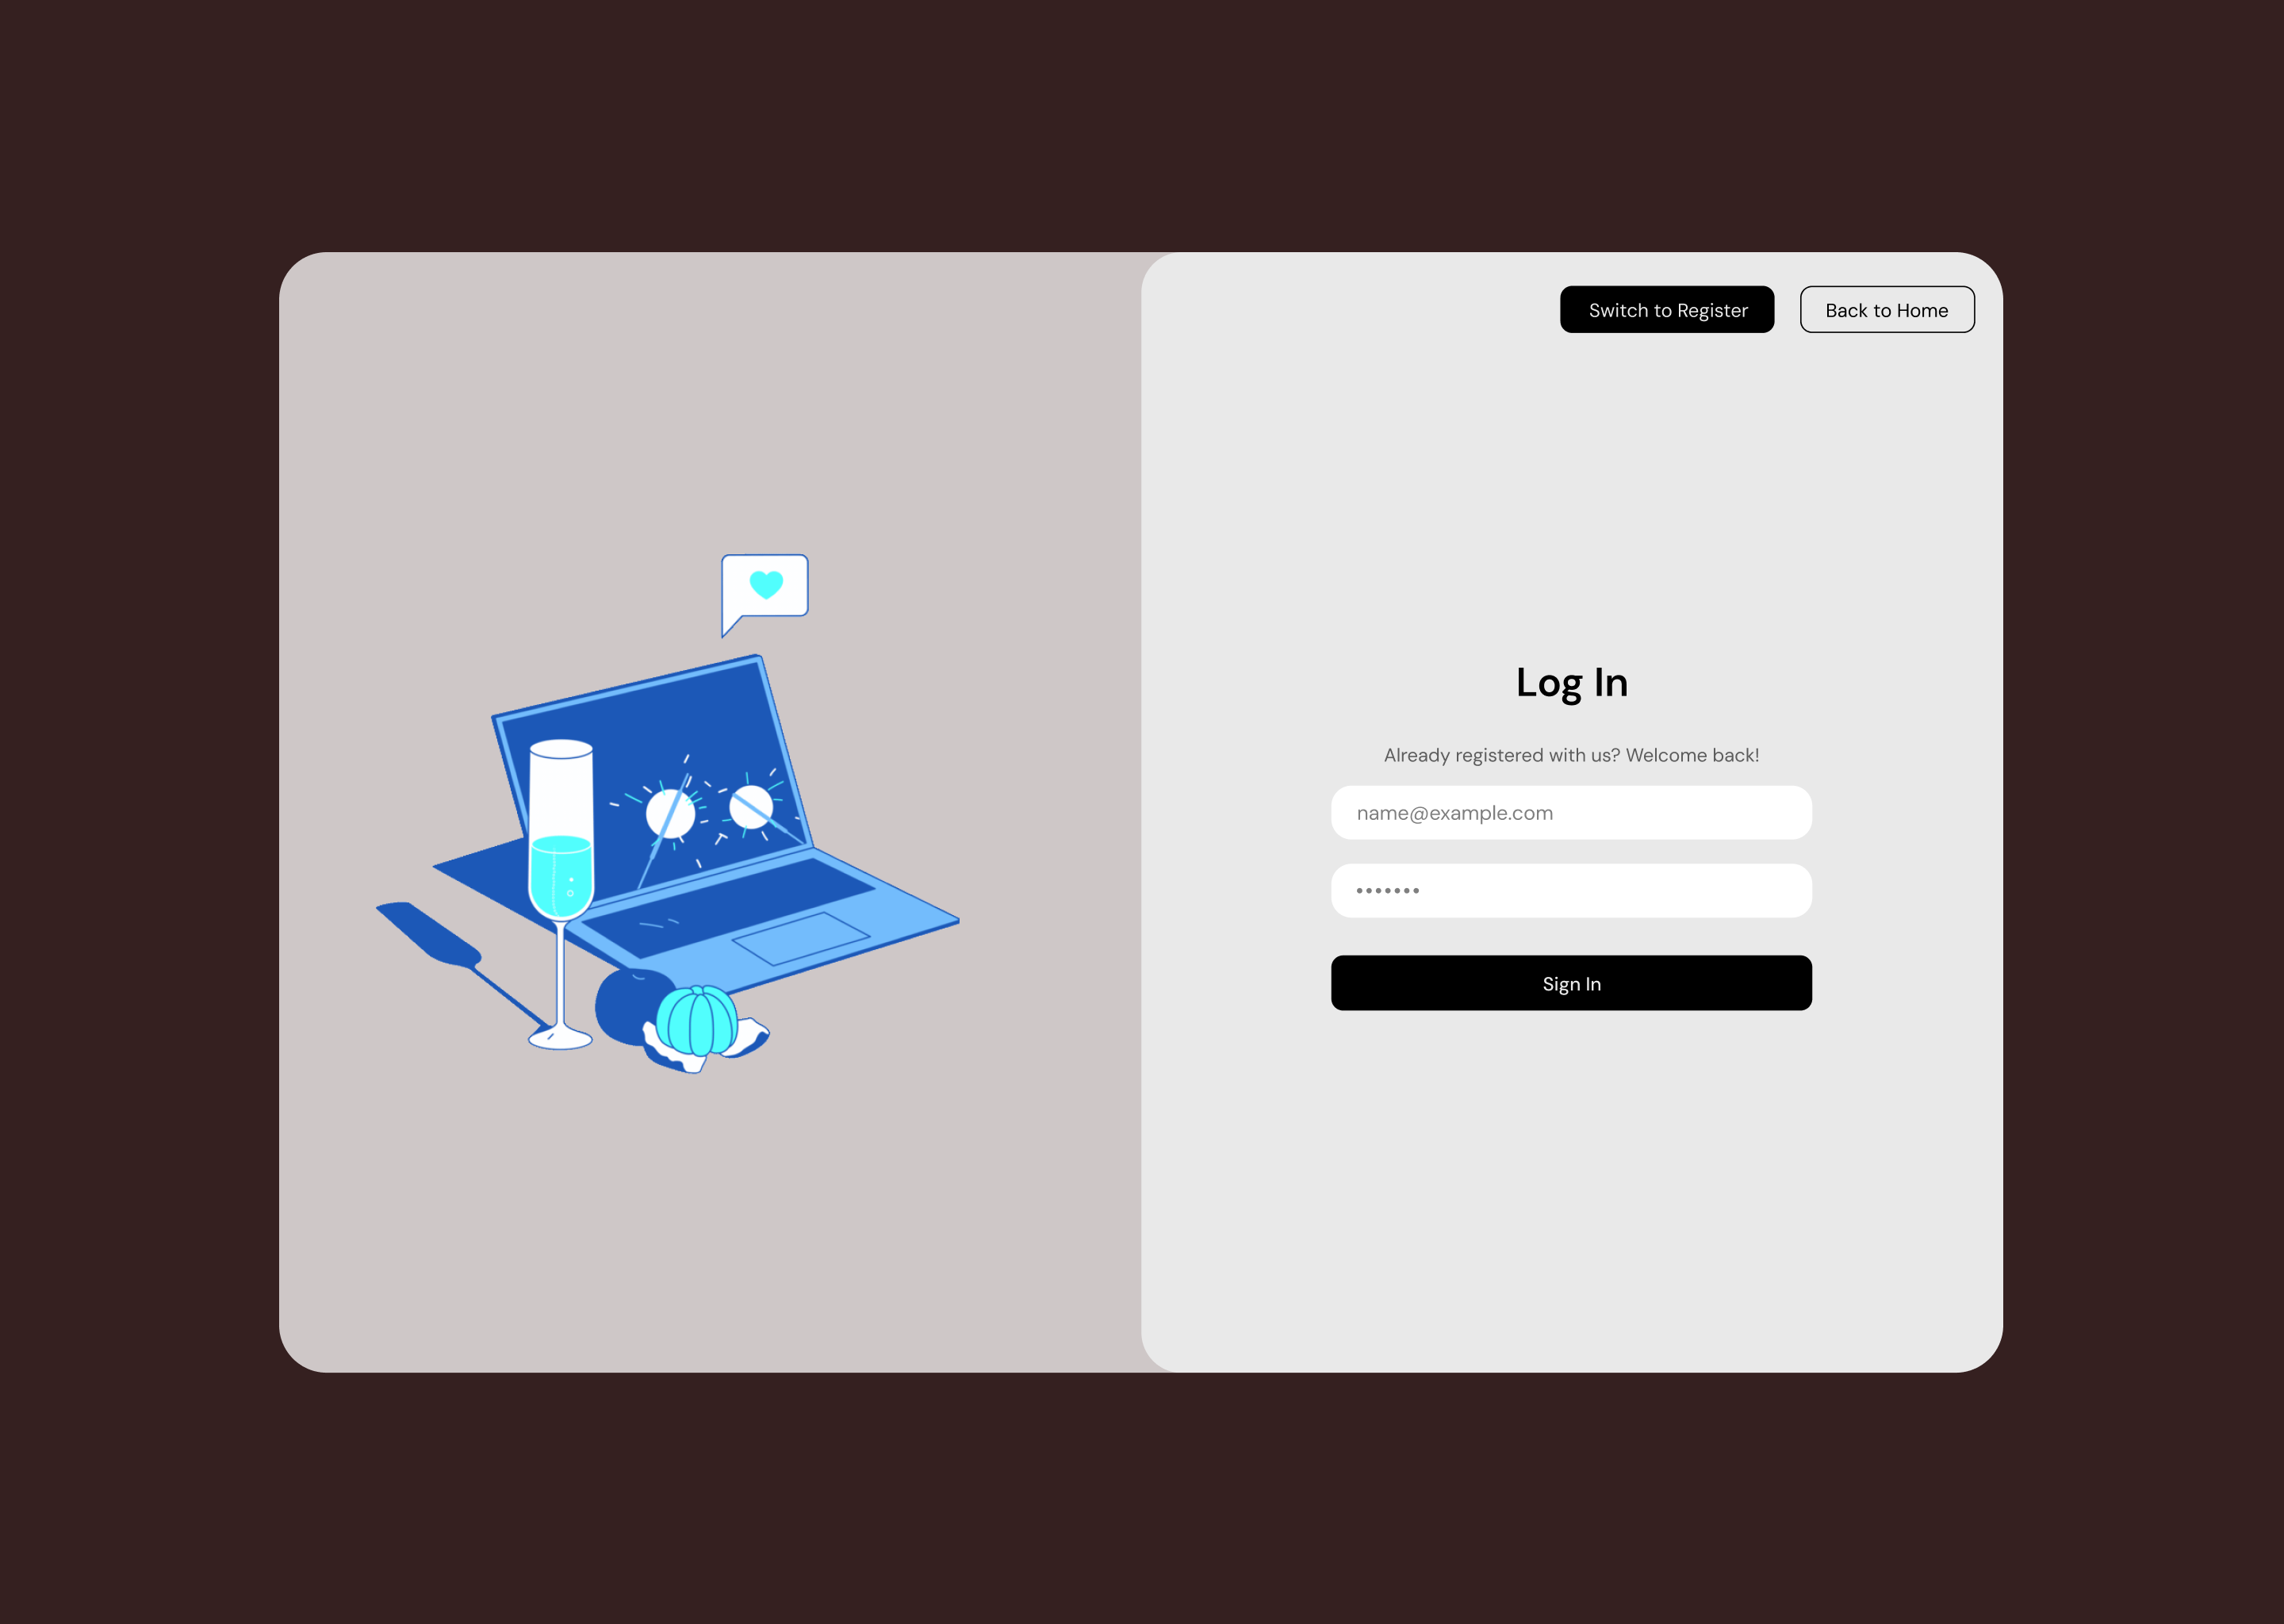 Switch to Register
Back to Home
Log In
Already registered with us? Welcome back!
name@example.com
•••••••
Sign In